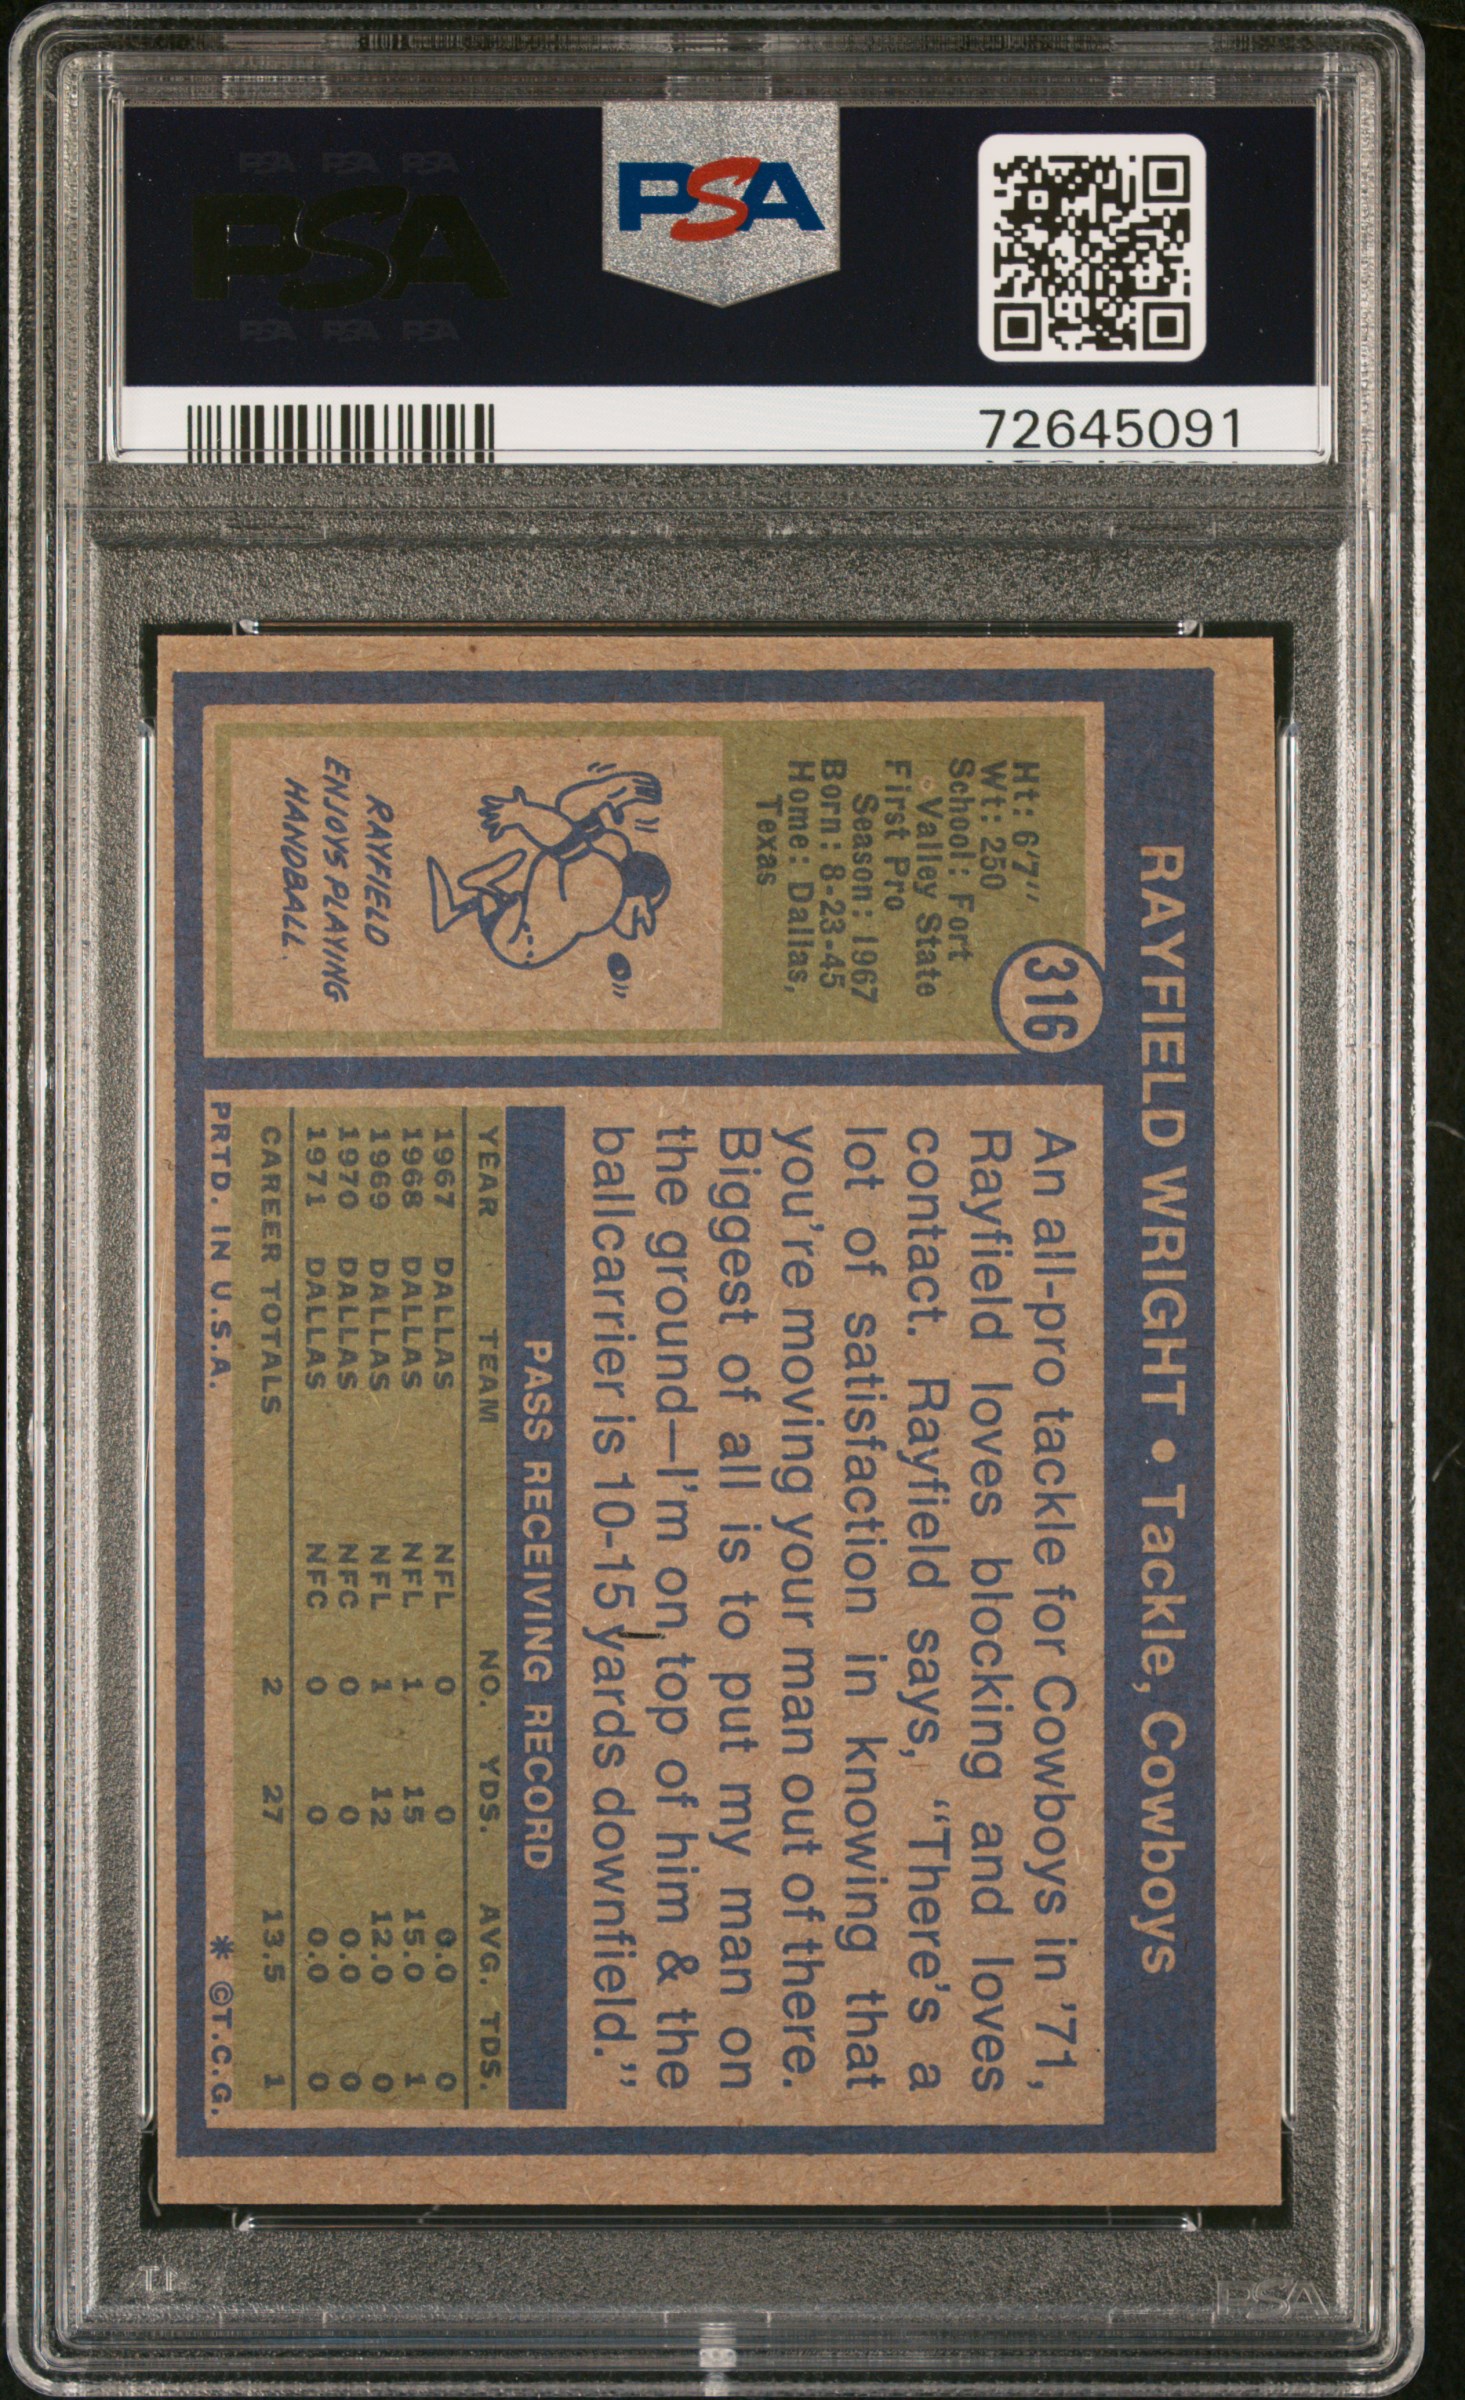 PSA PSA PSA
PSA
PSA PSA PSA
PSA
72645091
RAYFIELD WRIGHT • Tackle, Cowboys
316
Ht: 6'7"
Wt: 250
School: Fort
Valley State
First Pro
Season: 1967
Born: 8-23-45
Home: Dallas,
Texas
RAYFIELD
ENJOYS PLAYING
HANDBALL.
An all-pro tackle for Cowboys in '71,
Rayfield loves blocking and loves
contact. Rayfield says, "There's a
lot of satisfaction in knowing that
you're moving your man out of there.
Biggest of all is to put my man on
the ground—I'm on top of him & the
ballcarrier is 10-15 yards downfield."
PASS RECEIVING RECORD
YEAR TEAM NO. YDS. AVG. TDS.
1967 DALLAS NFL 0 0 0.0 0
1968 DALLAS NFL 1 15 15.0 1
1969 DALLAS NFL 1 12 12.0 0
1970 DALLAS NFC 0 0 0.0 0
1971 DALLAS NFC 0 0 0.0 0
CAREER TOTALS 2 27 13.5 1
PRTD. IN U.S.A. * ©T.C.G.
PSA